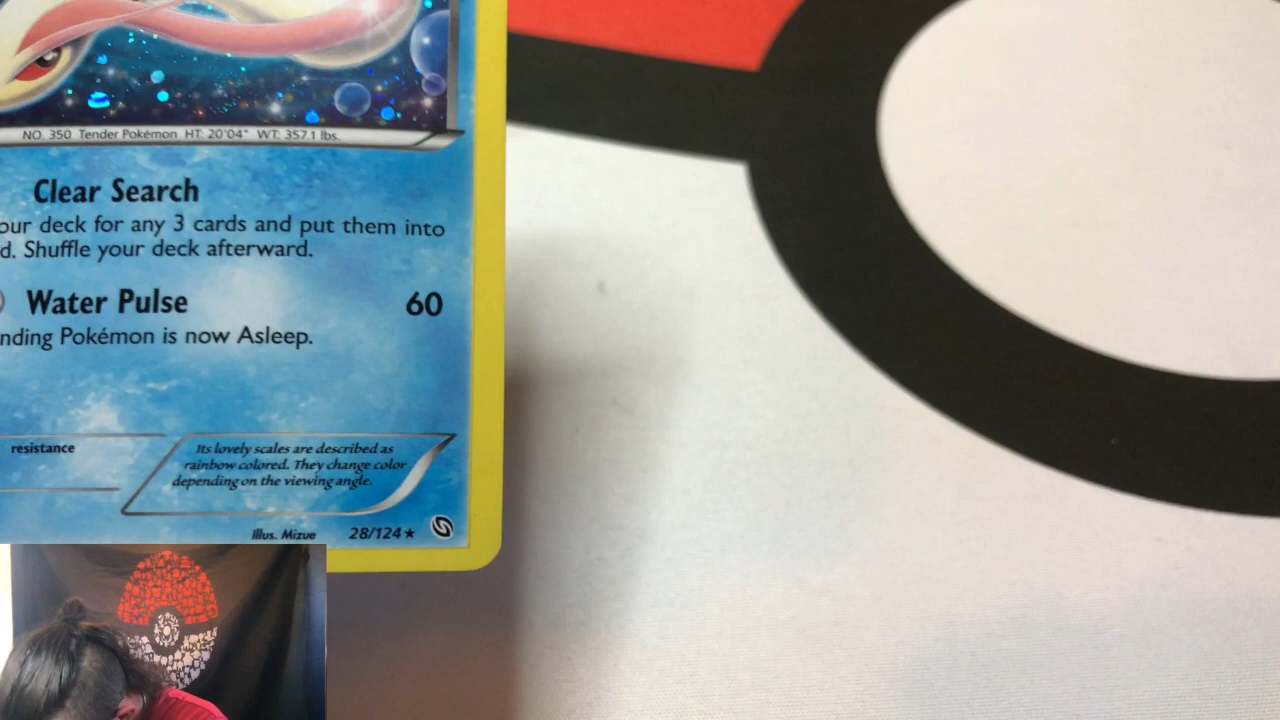 NO. 350 Tender Pokémon HT: 20'04" WT: 357.1 lbs.
Clear Search
our deck for any 3 cards and put them into
d. Shuffle your deck afterward.
Water Pulse 60
nding Pokémon is now Asleep.
resistance
Its lovely scales are described as
rainbow colored. They change color
depending on the viewing angle.
Illus. Mizue 28/124★